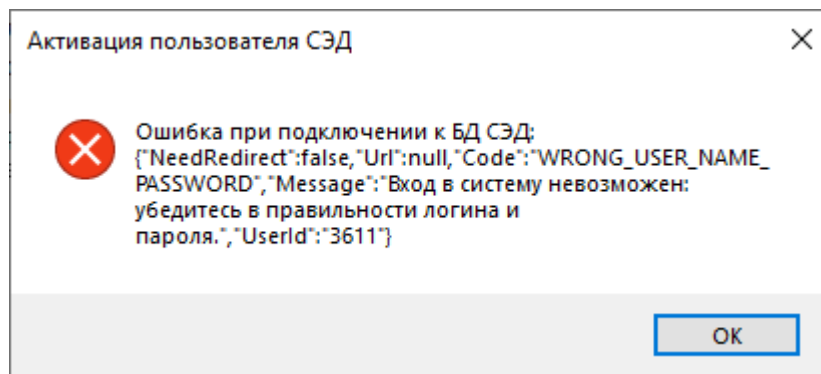 Активация пользователя СЭД
Ошибка при подключении к БД СЭД:
{"NeedRedirect":false,"Url":null,"Code":"WRONG_USER_NAME_
PASSWORD","Message":"Вход в систему невозможен:
убедитесь в правильности логина и
пароля.","UserId":"3611"}
ОК